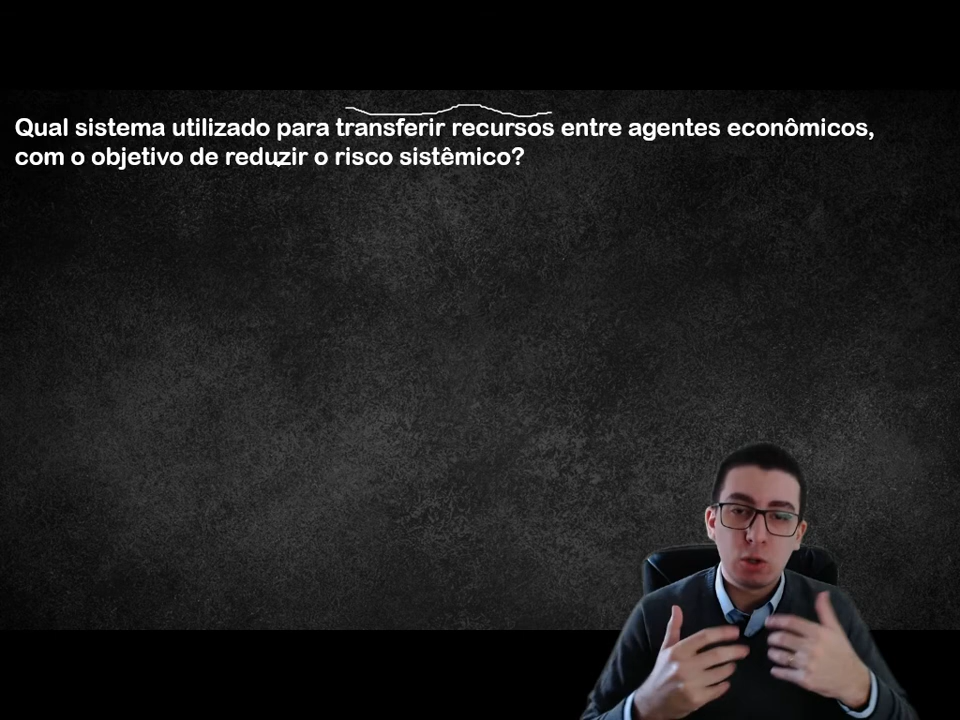 Qual sistema utilizado para transferir recursos entre agentes econômicos,
com o objetivo de reduzir o risco sistêmico?